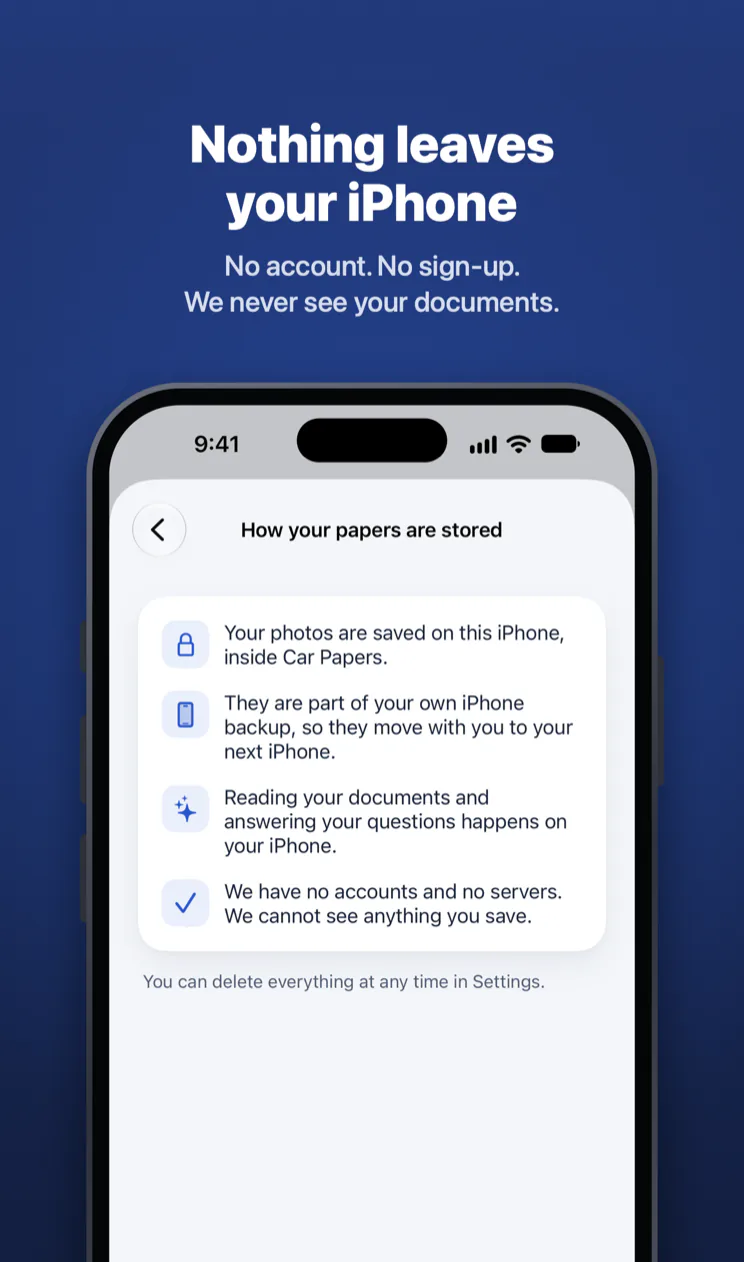 Nothing leaves
your iPhone
No account. No sign-up.
We never see your documents.
9:41
How your papers are stored
Your photos are saved on this iPhone,
inside Car Papers.
They are part of your own iPhone
backup, so they move with you to your
next iPhone.
Reading your documents and
answering your questions happens on
your iPhone.
We have no accounts and no servers.
We cannot see anything you save.
You can delete everything at any time in Settings.